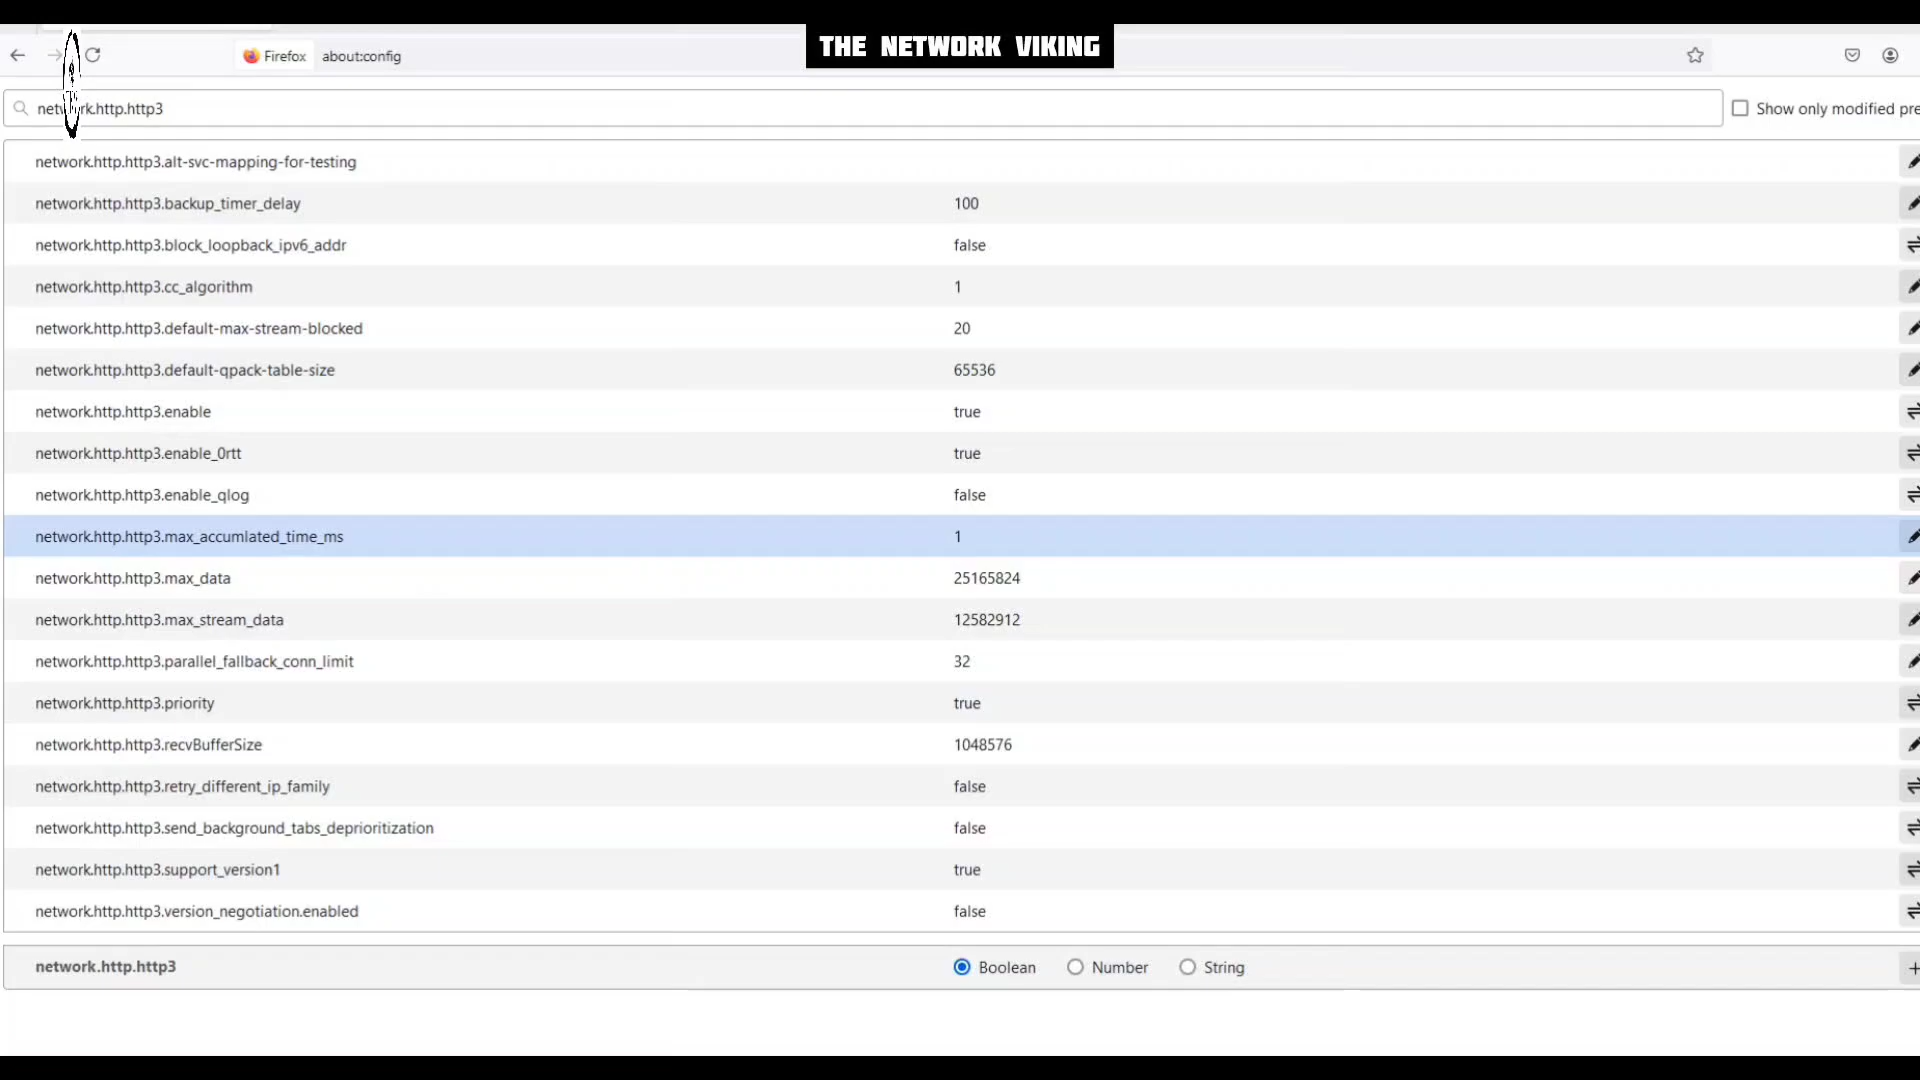 THE NETWORK VIKING
Firefox about:config
network.http.http3
Show only modified pre
network.http.http3.alt-svc-mapping-for-testing
network.http.http3.backup_timer_delay 100
network.http.http3.block_loopback_ipv6_addr false
network.http.http3.cc_algorithm 1
network.http.http3.default-max-stream-blocked 20
network.http.http3.default-qpack-table-size 65536
network.http.http3.enable true
network.http.http3.enable_0rtt true
network.http.http3.enable_qlog false
network.http.http3.max_accumlated_time_ms 1
network.http.http3.max_data 25165824
network.http.http3.max_stream_data 12582912
network.http.http3.parallel_fallback_conn_limit 32
network.http.http3.priority true
network.http.http3.recvBufferSize 1048576
network.http.http3.retry_different_ip_family false
network.http.http3.send_background_tabs_deprioritization false
network.http.http3.support_version1 true
network.http.http3.version_negotiation.enabled false
network.http.http3 Boolean Number String